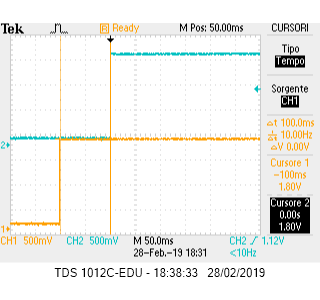 Tek
R Ready
M Pos: 50.00ms
CURSORI
Tipo
Tempo
Sorgente
CH1
Δt 100.0ms
1/Δt 10.00Hz
ΔV 0.00V
Cursore 1
-100ms
1.80V
Cursore 2
0.00s
1.80V
2
1
CH1 500mV
CH2 500mV
M 50.0ms
CH2 / 1.12V
28-Feb.-19 18:31
<10Hz
TDS 1012C-EDU - 18:38:33 28/02/2019